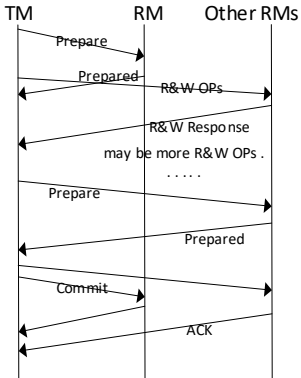 TM RM Other RMs
Prepare
Prepared
R&W OPs
R&W Response
may be more R&W OPs .
. . . . .
Prepare
Prepared
Commit
ACK